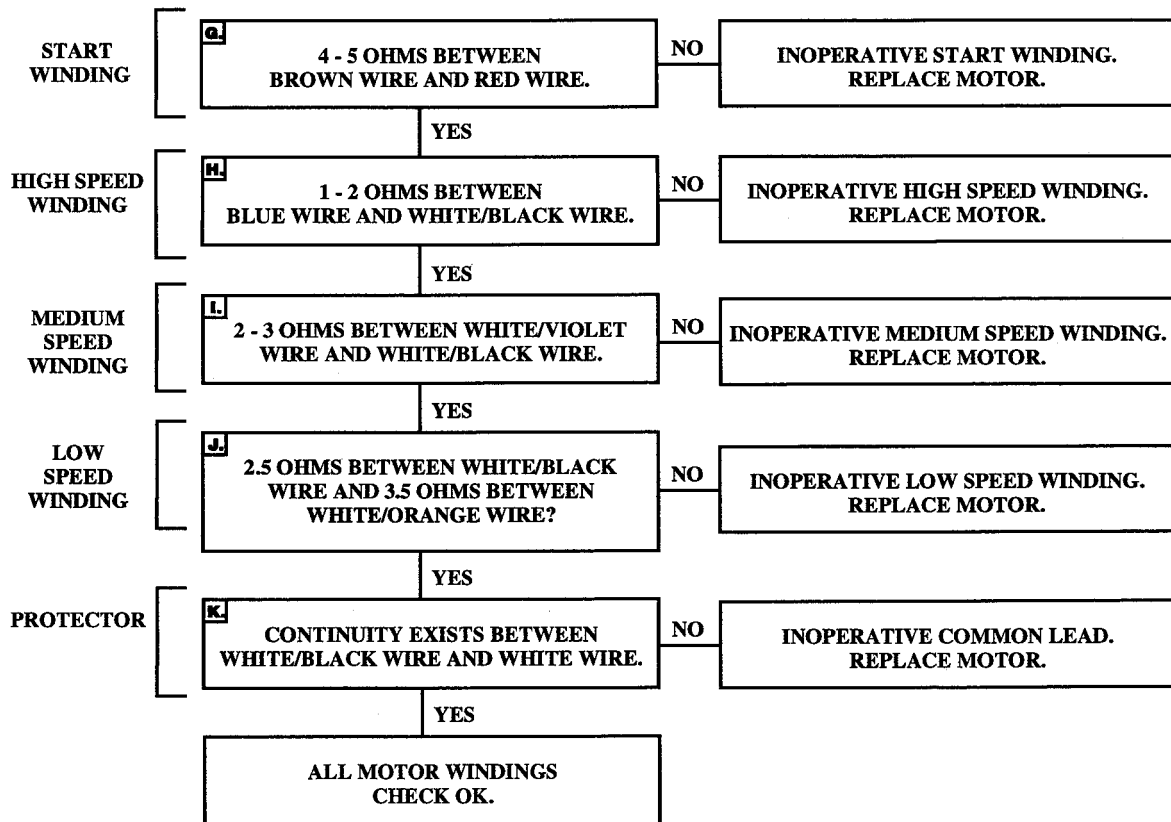 START
WINDING
G.
4 - 5 OHMS BETWEEN
BROWN WIRE AND RED WIRE.
NO
INOPERATIVE START WINDING.
REPLACE MOTOR.
YES
HIGH SPEED
WINDING
H.
1 - 2 OHMS BETWEEN
BLUE WIRE AND WHITE/BLACK WIRE.
NO
INOPERATIVE HIGH SPEED WINDING.
REPLACE MOTOR.
YES
MEDIUM
SPEED
WINDING
I.
2 - 3 OHMS BETWEEN WHITE/VIOLET
WIRE AND WHITE/BLACK WIRE.
NO
INOPERATIVE MEDIUM SPEED WINDING.
REPLACE MOTOR.
YES
LOW
SPEED
WINDING
J.
2.5 OHMS BETWEEN WHITE/BLACK
WIRE AND 3.5 OHMS BETWEEN
WHITE/ORANGE WIRE?
NO
INOPERATIVE LOW SPEED WINDING.
REPLACE MOTOR.
YES
PROTECTOR
K.
CONTINUITY EXISTS BETWEEN
WHITE/BLACK WIRE AND WHITE WIRE.
NO
INOPERATIVE COMMON LEAD.
REPLACE MOTOR.
YES
ALL MOTOR WINDINGS
CHECK OK.